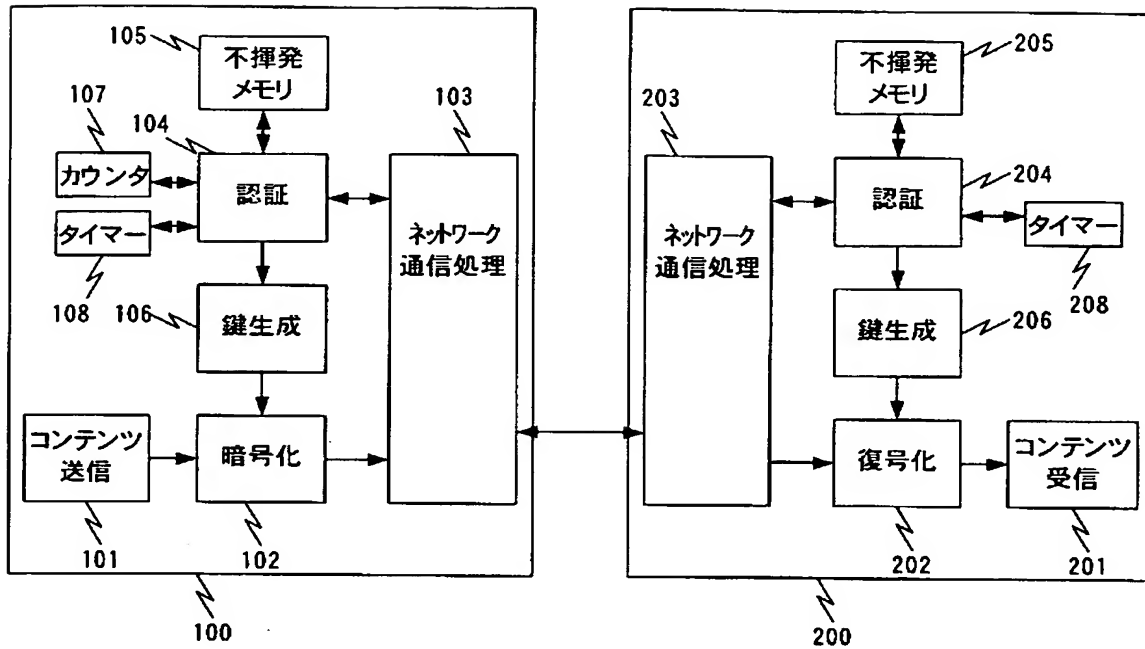 105
不揮発
メモリ
107
104
103
カウンタ
認証
タイマー
ネットワーク
通信処理
108
106
鍵生成
コンテンツ
送信
暗号化
101
102
100
不揮発
メモリ
205
203
認証
204
タイマー
ネットワーク
通信処理
208
鍵生成
206
復号化
コンテンツ
受信
202
201
200